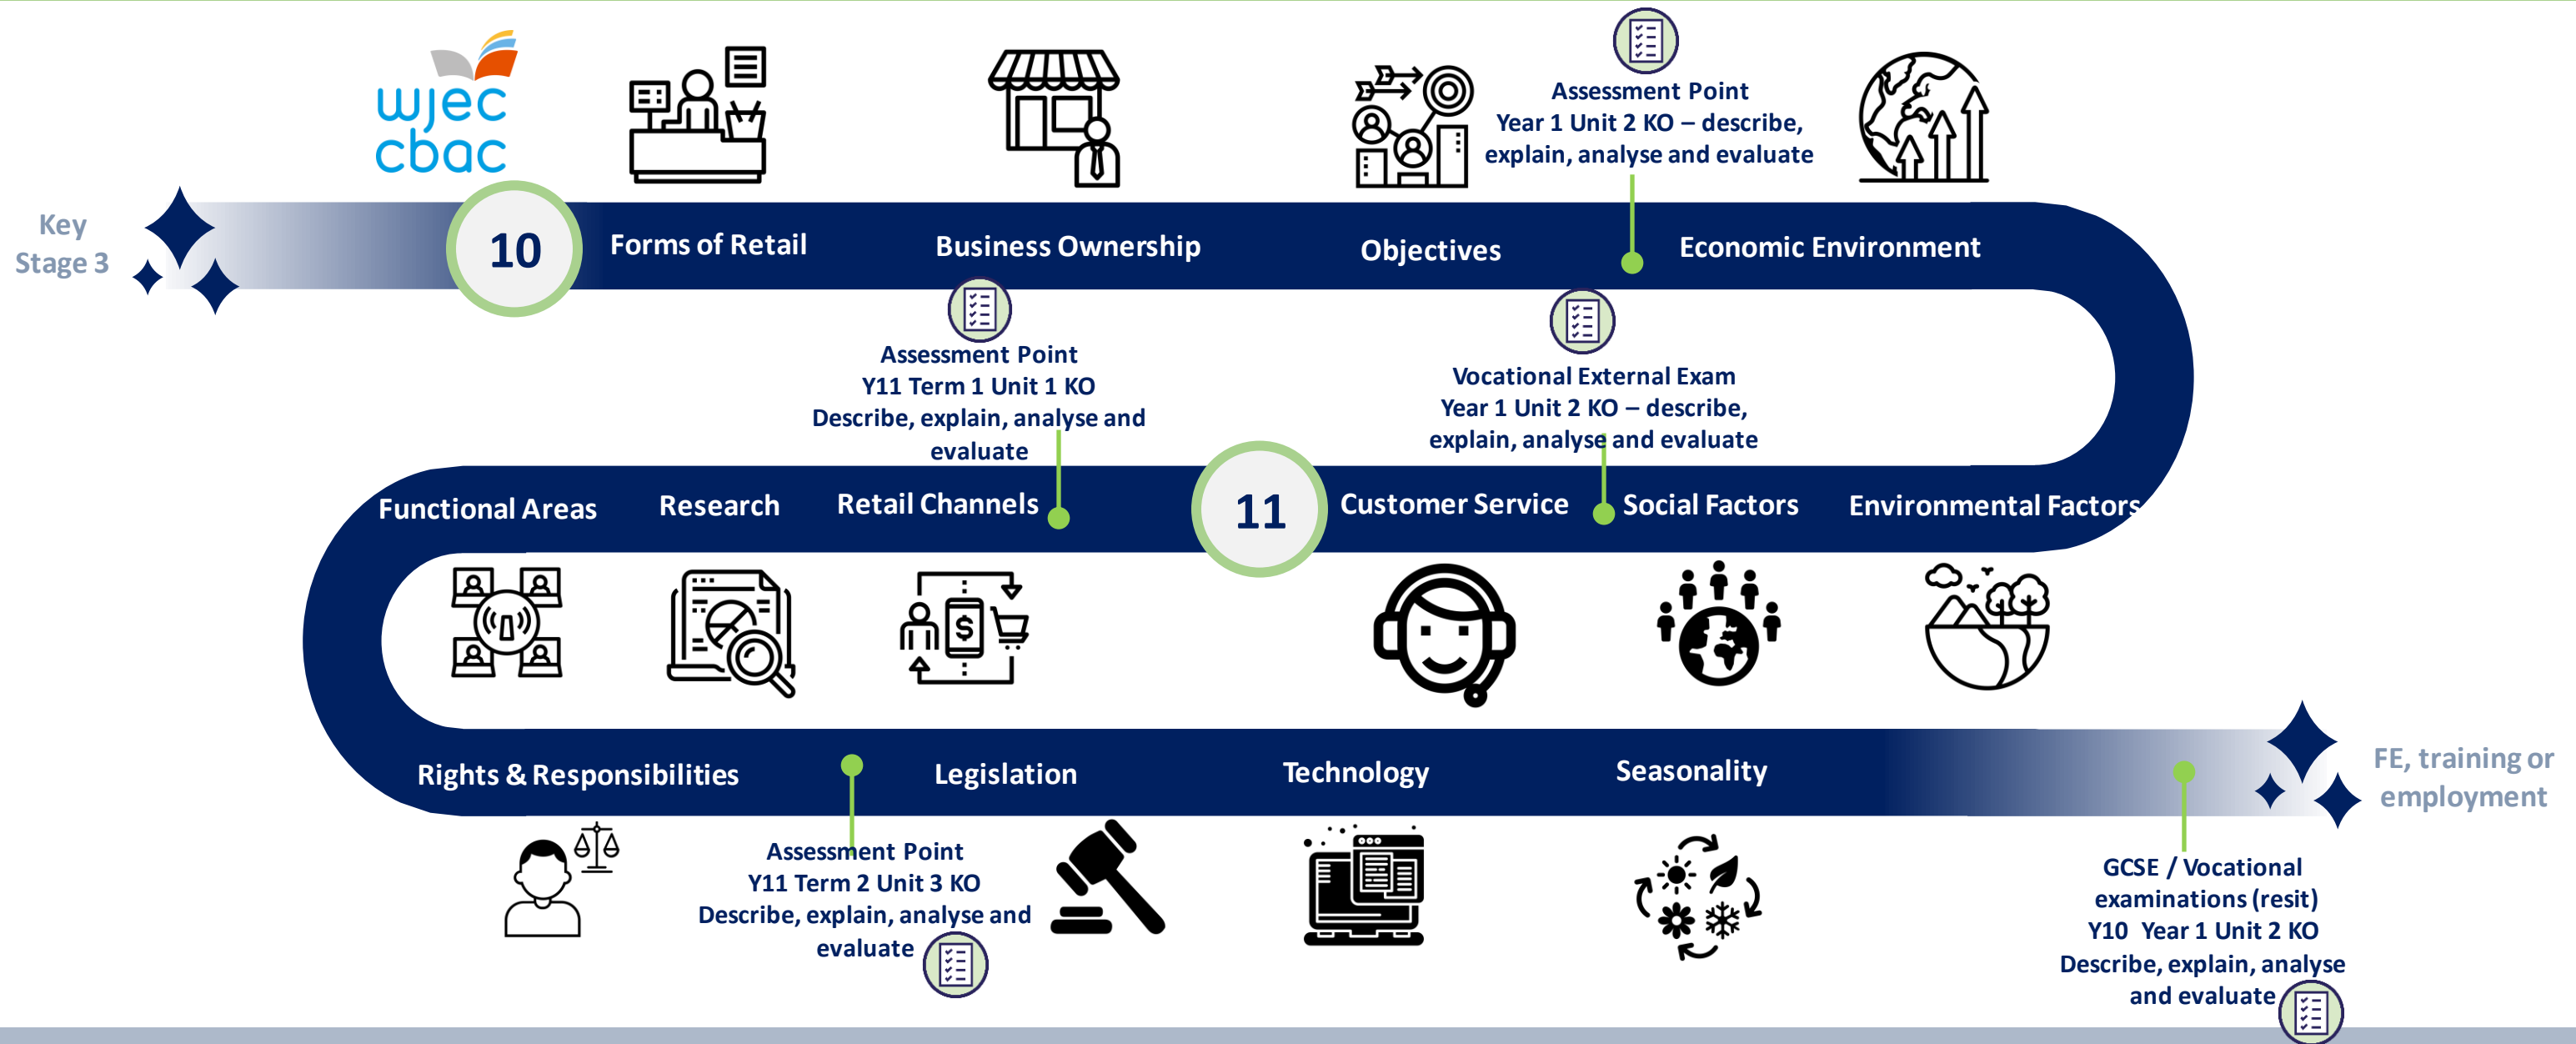 wjec
cbac
Assessment Point
Year 1 Unit 2 KO – describe,
explain, analyse and evaluate
Key
Stage 3
10
Forms of Retail
Business Ownership
Objectives
Economic Environment
Assessment Point
Y11 Term 1 Unit 1 KO
Describe, explain, analyse and
evaluate
Vocational External Exam
Year 1 Unit 2 KO – describe,
explain, analyse and evaluate
Functional Areas
Research
Retail Channels
11
Customer Service
Social Factors
Environmental Factors
$
Rights & Responsibilities
Legislation
Technology
Seasonality
FE, training or
employment
Assessment Point
Y11 Term 2 Unit 3 KO
Describe, explain, analyse and
evaluate
GCSE / Vocational
examinations (resit)
Y10 Year 1 Unit 2 KO
Describe, explain, analyse
and evaluate